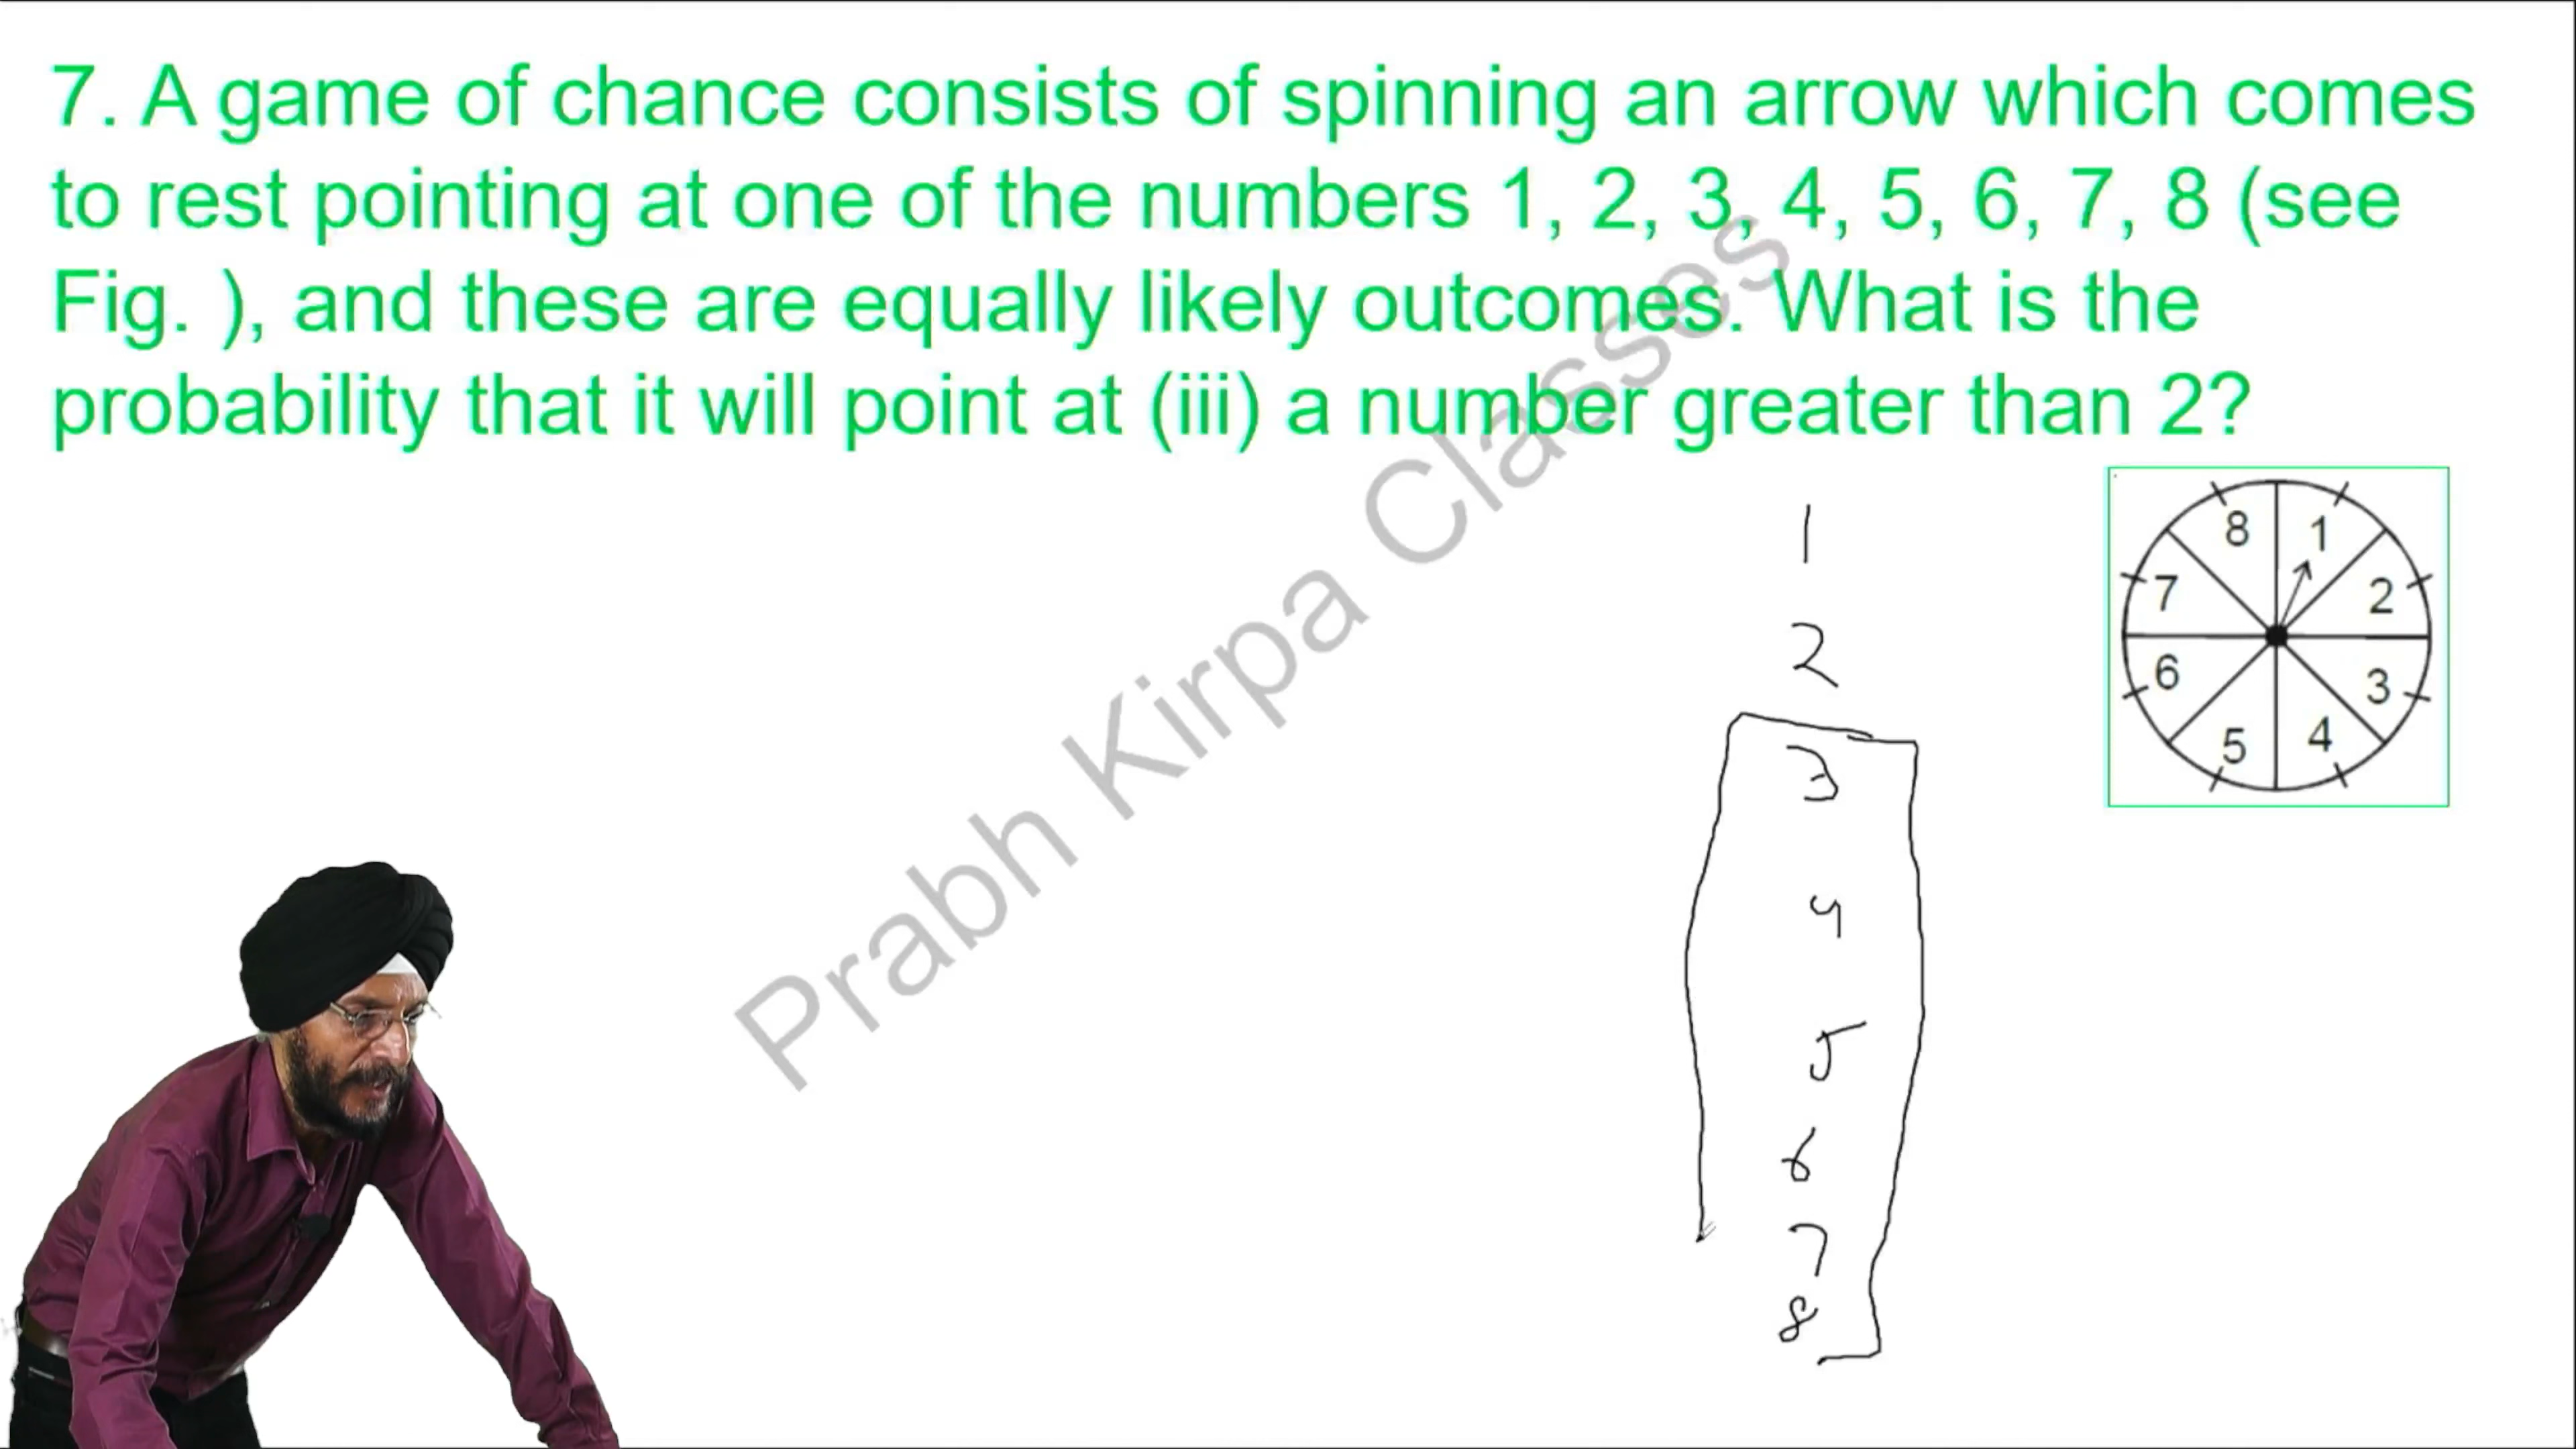 7. A game of chance consists of spinning an arrow which comes
to rest pointing at one of the numbers 1, 2, 3, 4, 5, 6, 7, 8 (see
Fig. ), and these are equally likely outcomes. What is the
probability that it will point at (iii) a number greater than 2?
Prabh Kirpa Classes
1
2
3
4
5
6
7
8
8 1
7 2
6 3
5 4